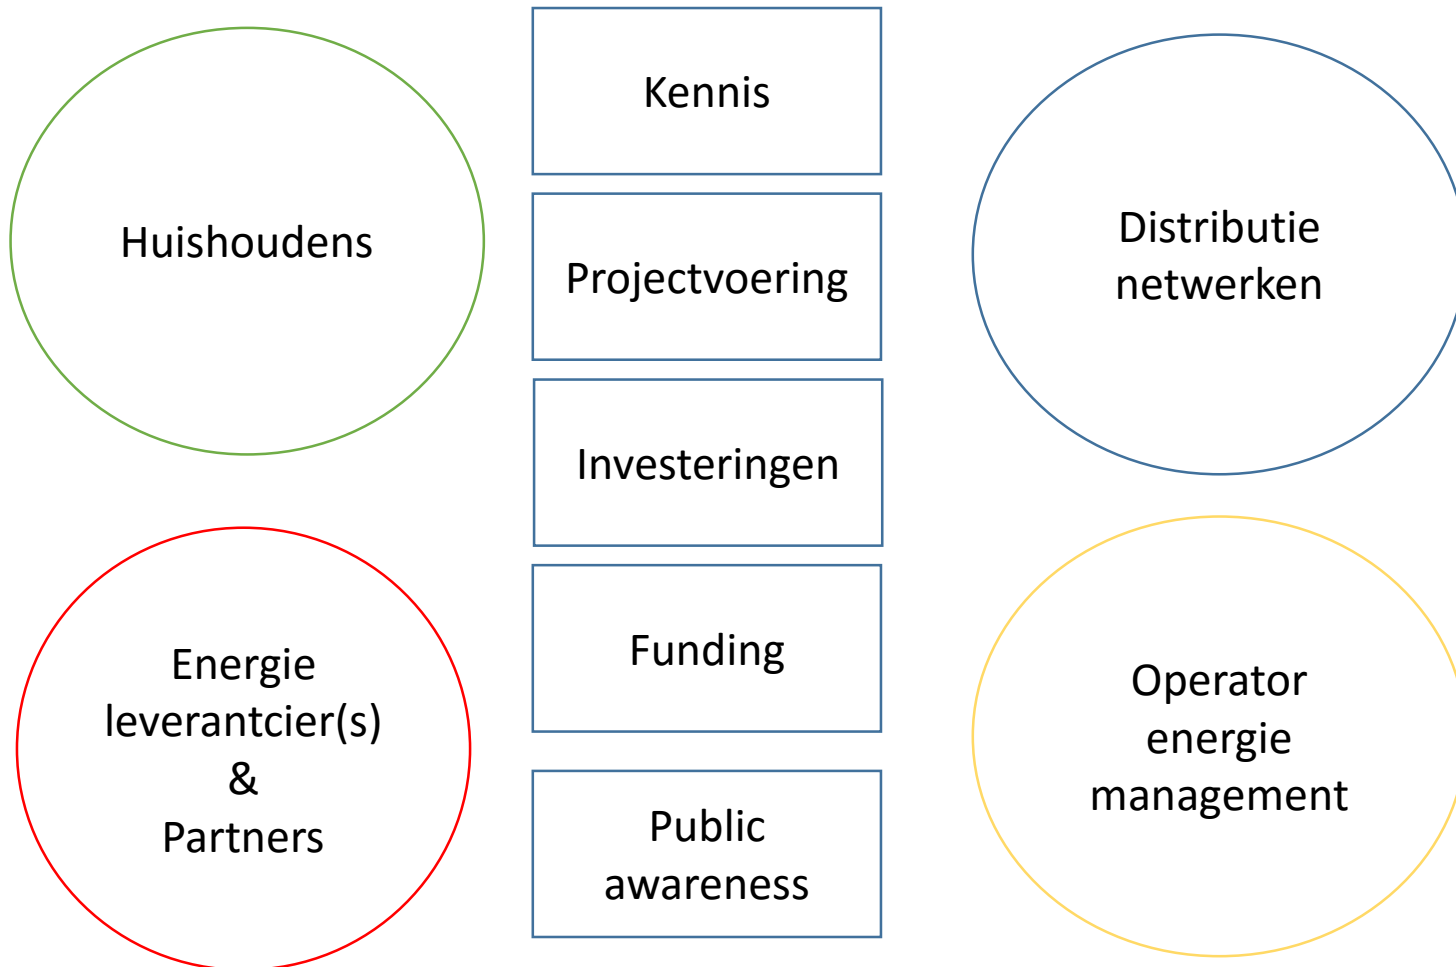 Huishoudens
Energie
leverantcier(s)
&
Partners
Kennis
Projectvoering
Investeringen
Funding
Public
awareness
Distributie
netwerken
Operator
energie
management